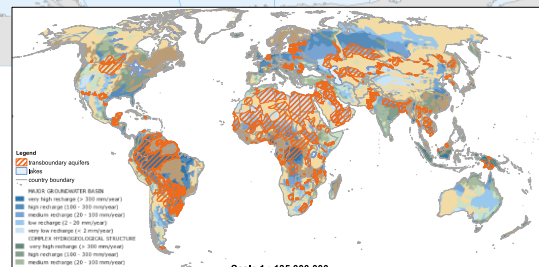 Legend
transboundary aquifers
lakes
country boundary
MAJOR GROUNDWATER BASIN
very high recharge (> 300 mm/year)
high recharge (100 - 300 mm/year)
medium recharge (20 - 100 mm/year)
low recharge (2 - 20 mm/year)
very low recharge (< 2 mm/year)
COMPLEX HYDROGEOLOGICAL STRUCTURE
very high recharge (> 300 mm/year)
high recharge (100 - 300 mm/year)
medium recharge (20 - 100 mm/year)